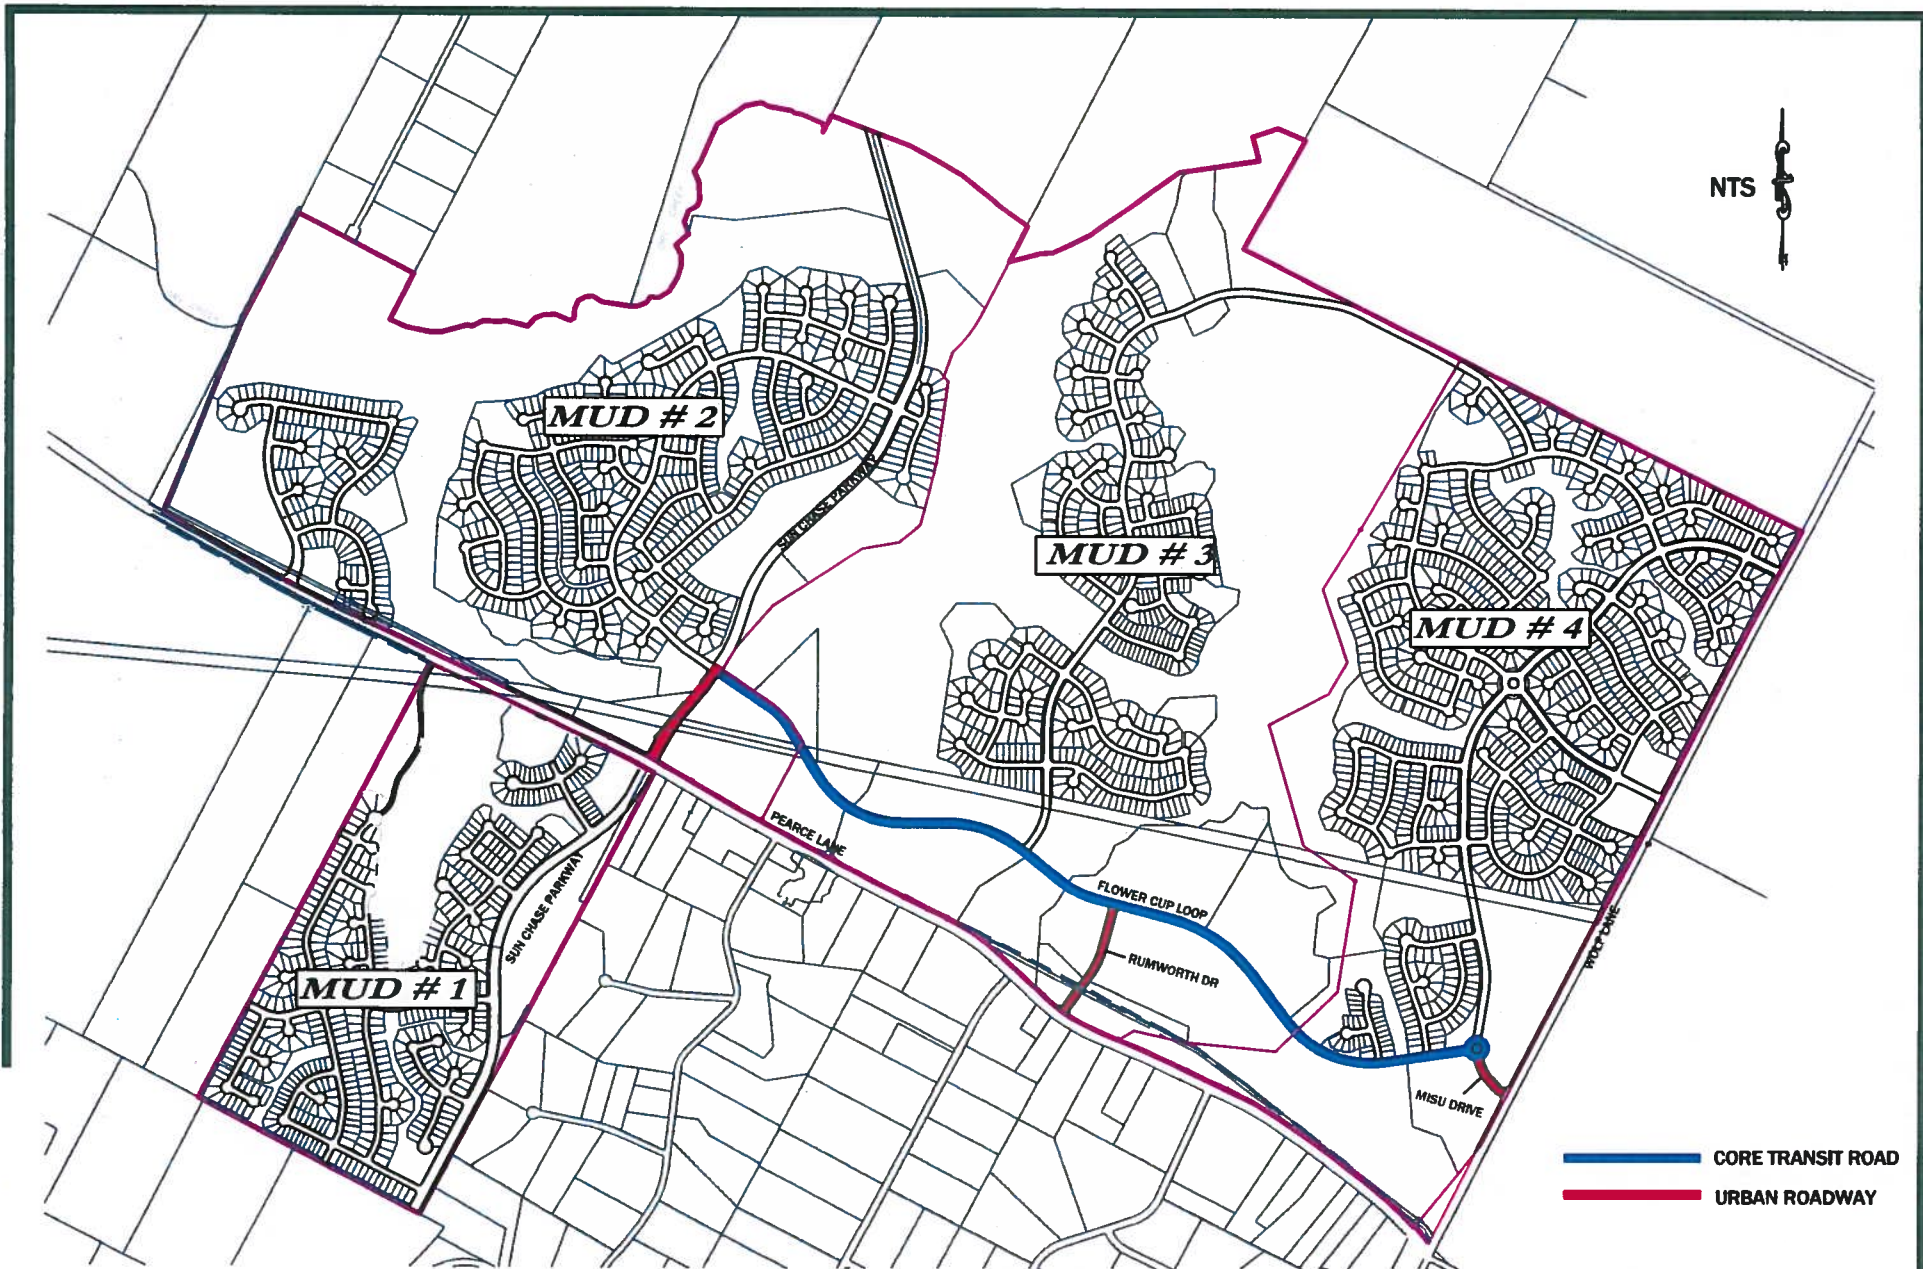 NTS
MUD # 2
SUN CHASE PARKWAY
MUD # 3
MUD # 4
PEARCE LANE
SUN CHASE PARKWAY
FLOWER CUP LOOP
WOLF LANE
RUMWORTH DR
MUD # 1
MISU DRIVE
CORE TRANSIT ROAD
URBAN ROADWAY